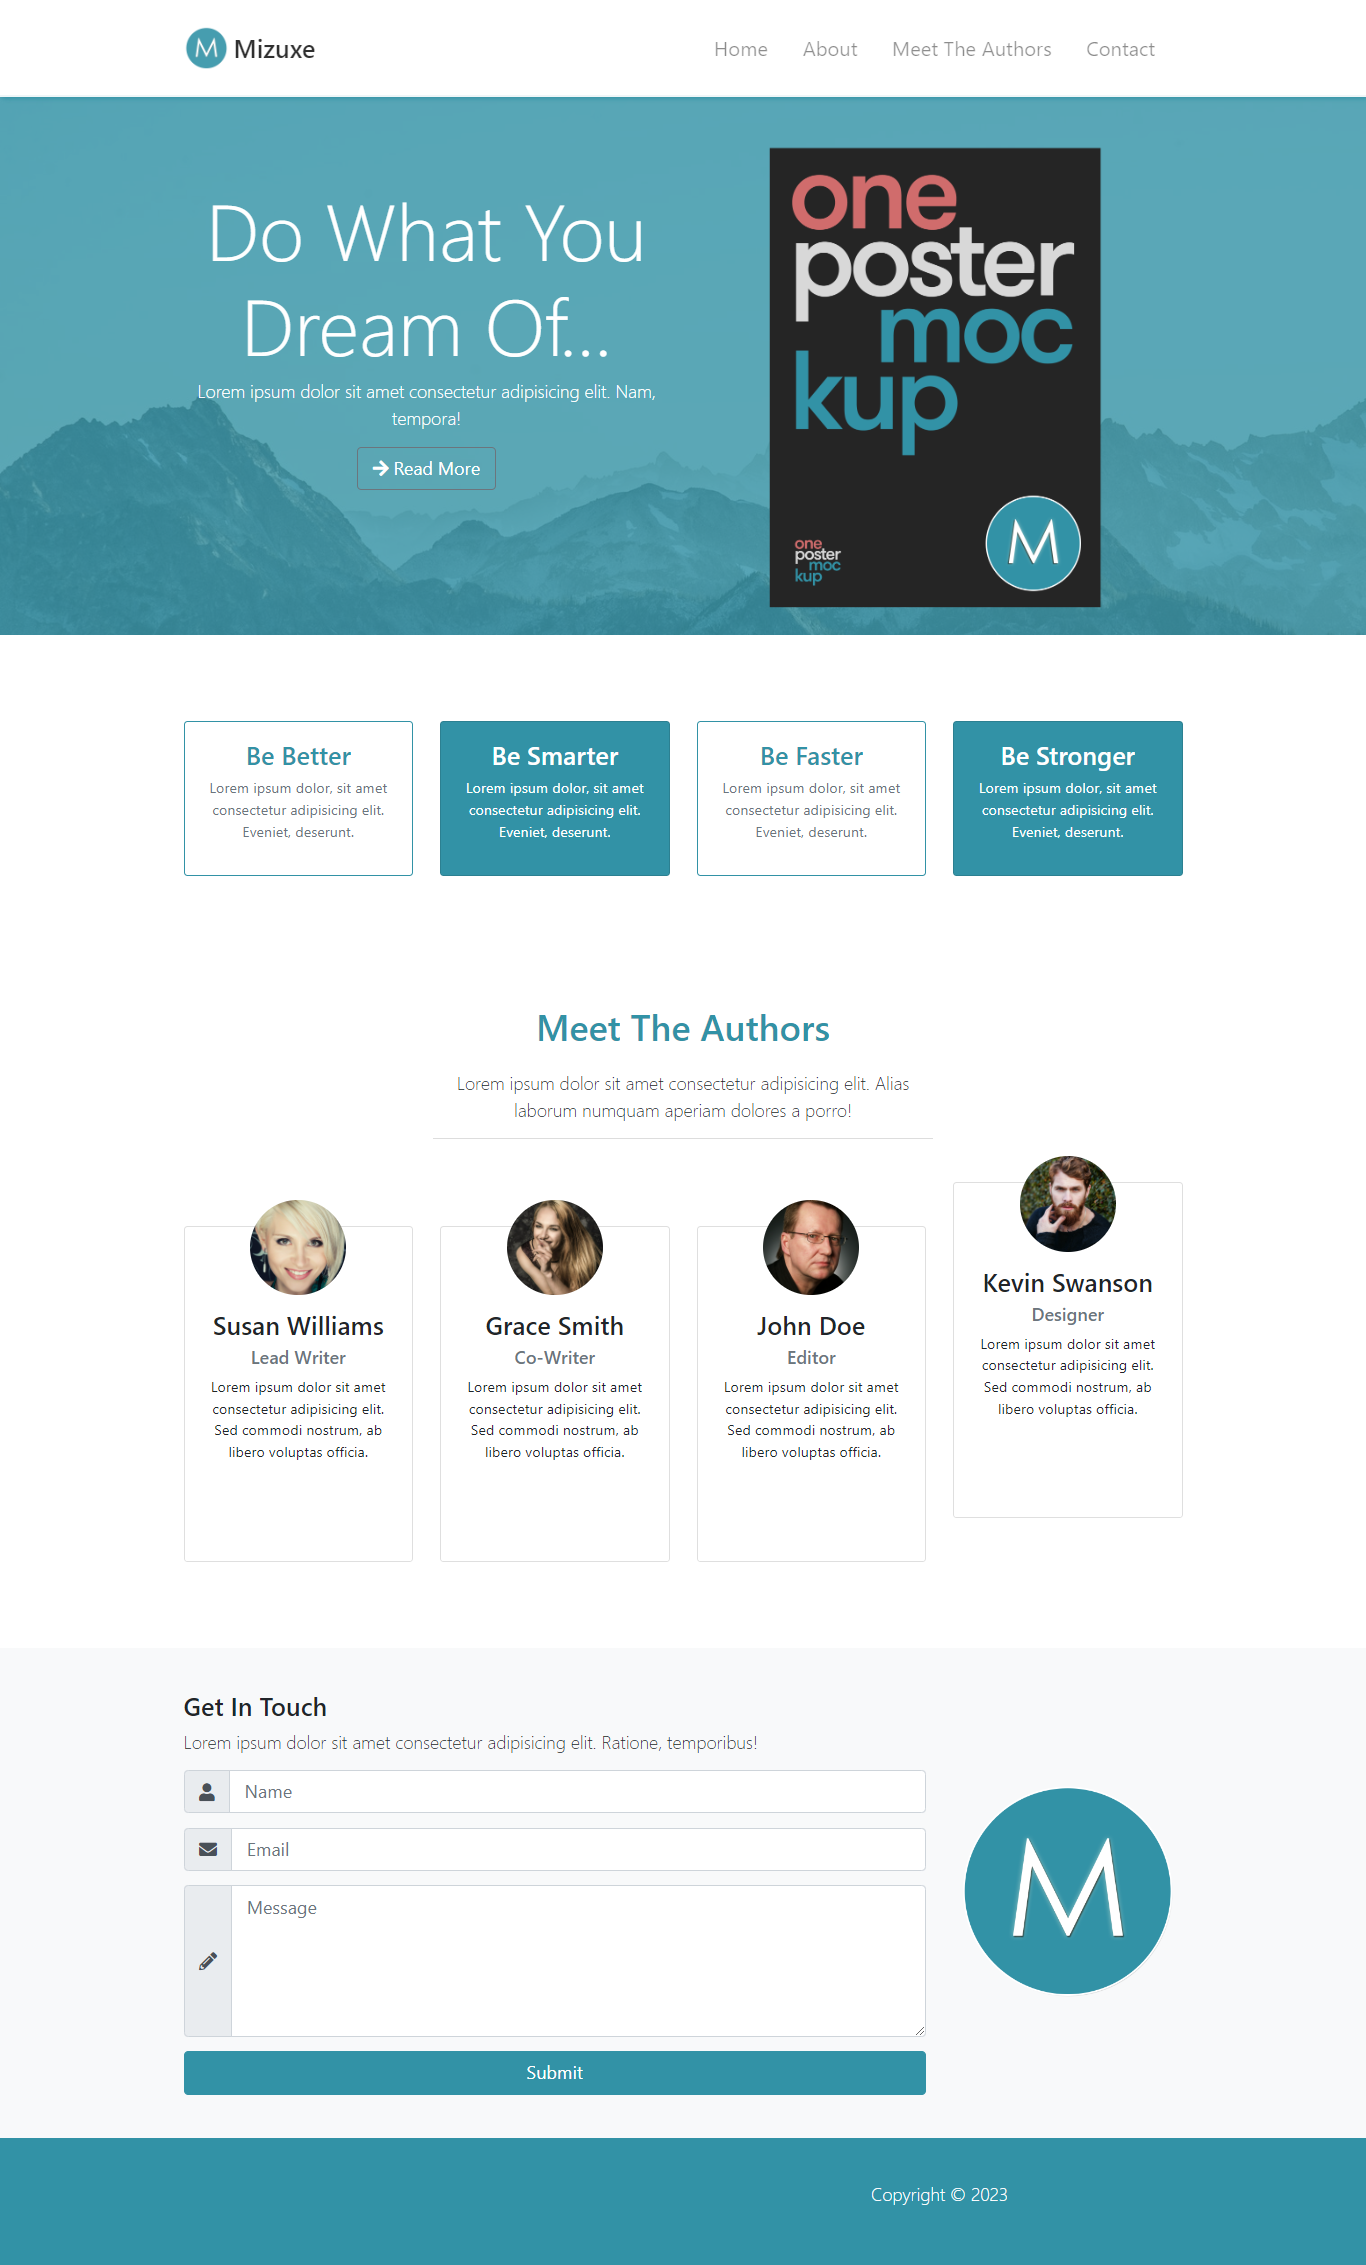 M Mizuxe
Home About Meet The Authors Contact
Do What You
Dream Of...
Lorem ipsum dolor sit amet consectetur adipisicing elit. Nam,
tempora!
Read More
one
poster
moc
kup
one
poster
moc
kup
M
Be Better
Lorem ipsum dolor, sit amet
consectetur adipisicing elit.
Eveniet, deserunt.
Be Smarter
Lorem ipsum dolor, sit amet
consectetur adipisicing elit.
Eveniet, deserunt.
Be Faster
Lorem ipsum dolor, sit amet
consectetur adipisicing elit.
Eveniet, deserunt.
Be Stronger
Lorem ipsum dolor, sit amet
consectetur adipisicing elit.
Eveniet, deserunt.
Meet The Authors
Lorem ipsum dolor sit amet consectetur adipisicing elit. Alias
laborum numquam aperiam dolores a porro!
Susan Williams
Lead Writer
Lorem ipsum dolor sit amet
consectetur adipisicing elit.
Sed commodi nostrum, ab
libero voluptas officia.
Grace Smith
Co-Writer
Lorem ipsum dolor sit amet
consectetur adipisicing elit.
Sed commodi nostrum, ab
libero voluptas officia.
John Doe
Editor
Lorem ipsum dolor sit amet
consectetur adipisicing elit.
Sed commodi nostrum, ab
libero voluptas officia.
Kevin Swanson
Designer
Lorem ipsum dolor sit amet
consectetur adipisicing elit.
Sed commodi nostrum, ab
libero voluptas officia.
Get In Touch
Lorem ipsum dolor sit amet consectetur adipisicing elit. Ratione, temporibus!
Name
Email
Message
Submit
M
Copyright © 2023